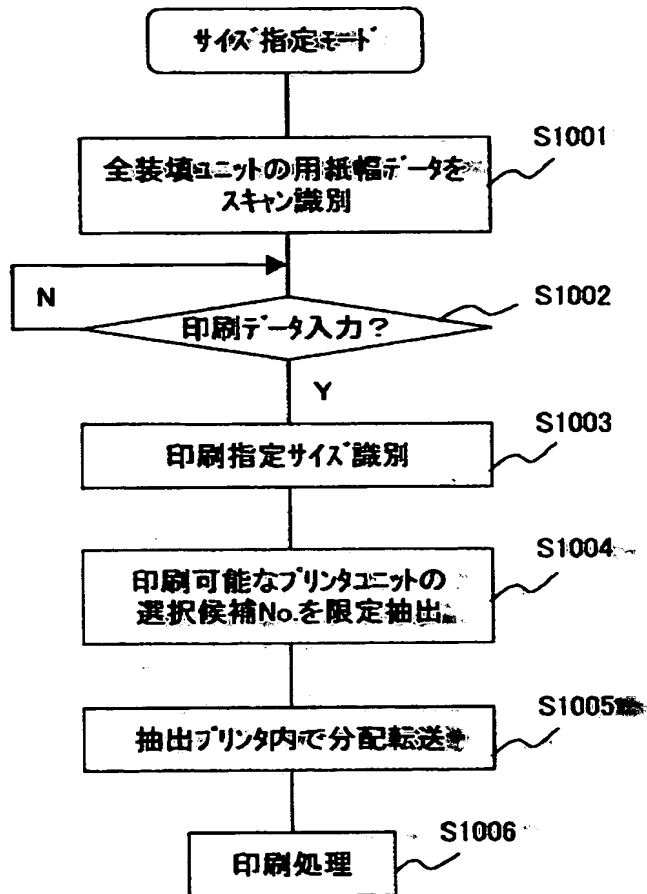 サイズ指定モード
S1001
全装填ユニットの用紙幅データを
スキャン識別
N
S1002
印刷データ入力？
Y
S1003
印刷指定サイズ識別
S1004
印刷可能なプリンタユニットの
選択候補No.を限定抽出
S1005
抽出プリンタ内で分配転送
S1006
印刷処理